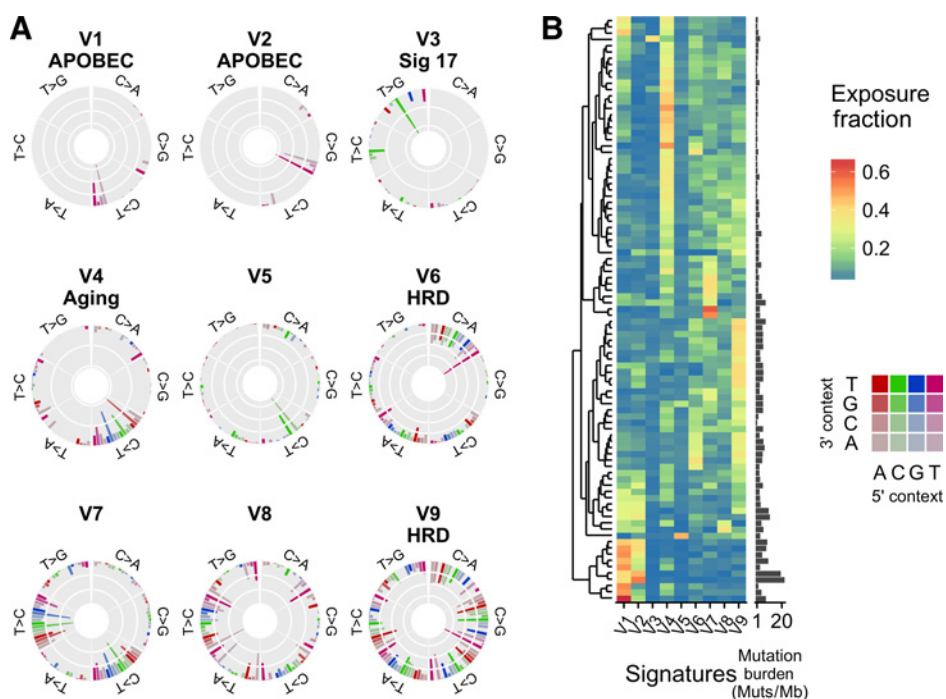 A
V1
APOBEC
V2
APOBEC
V3
Sig 17
T>G C>A C>G C>T T>A T>C
T>G C>A C>G C>T T>A T>C
T>G C>A C>G C>T T>A T>C
V4
Aging
V5
V6
HRD
T>G C>A C>G C>T T>A T>C
T>G C>A C>G C>T T>A T>C
T>G C>A C>G C>T T>A T>C
V7
V8
V9
HRD
T>G C>A C>G C>T T>A T>C
T>G C>A C>G C>T T>A T>C
T>G C>A C>G C>T T>A T>C
B
V1 V2 V3 V4 V5 V6 V7 V8 V9
1 20
Signatures
Mutation
burden
(Muts/Mb)
Exposure
fraction
0.6
0.4
0.2
3' context
T
G
C
A
A C G T
5' context